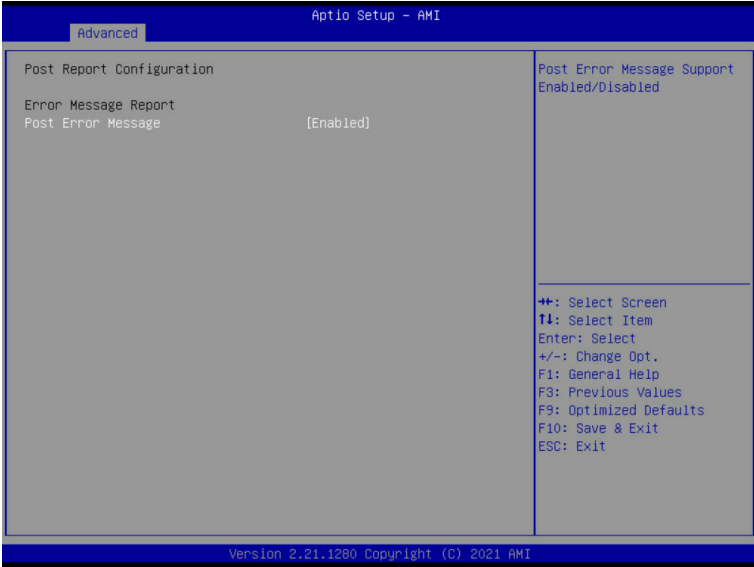 Aptio Setup – AMI
Advanced
Post Report Configuration
Error Message Report
Post Error Message [Enabled]
Post Error Message Support
Enabled/Disabled
→←: Select Screen
↑↓: Select Item
Enter: Select
+/-: Change Opt.
F1: General Help
F3: Previous Values
F9: Optimized Defaults
F10: Save & Exit
ESC: Exit
Version 2.21.1280 Copyright (C) 2021 AMI